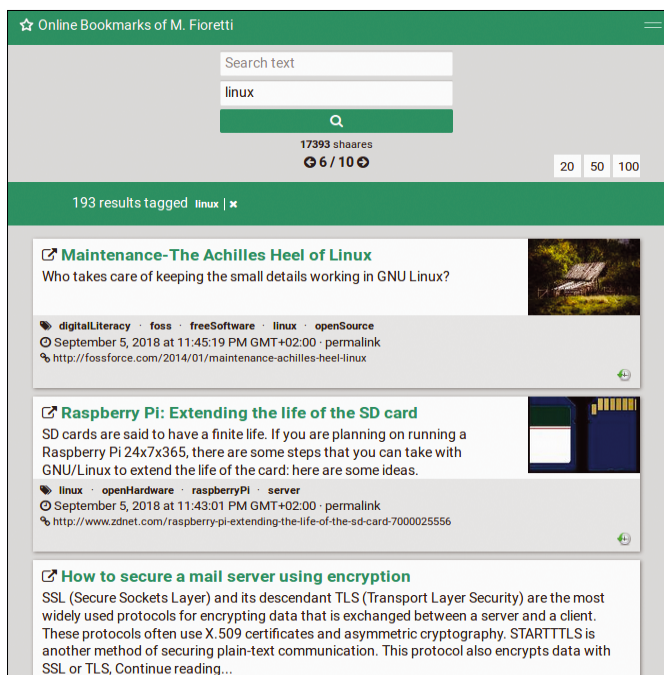 Online Bookmarks of M. Fioretti
Search text
linux
17393 shaares
6 / 10
20 50 100
193 results tagged linux | ✖
Maintenance-The Achilles Heel of Linux
Who takes care of keeping the small details working in GNU Linux?
digitalLiteracy · foss · freeSoftware · linux · openSource
September 5, 2018 at 11:45:19 PM GMT+02:00 · permalink
http://fossforce.com/2014/01/maintenance-achilles-heel-linux
Raspberry Pi: Extending the life of the SD card
SD cards are said to have a finite life. If you are planning on running a
Raspberry Pi 24x7x365, there are some steps that you can take with
GNU/Linux to extend the life of the card: here are some ideas.
linux · openHardware · raspberryPi · server
September 5, 2018 at 11:43:01 PM GMT+02:00 · permalink
http://www.zdnet.com/raspberry-pi-extending-the-life-of-the-sd-card-7000025556
How to secure a mail server using encryption
SSL (Secure Sockets Layer) and its descendant TLS (Transport Layer Security) are the most
widely used protocols for encrypting data that is exchanged between a server and a client.
These protocols often use X.509 certificates and asymmetric cryptography. STARTTTLS is
another method of securing plain-text communication. This protocol also encrypts data with
SSL or TLS, Continue reading...